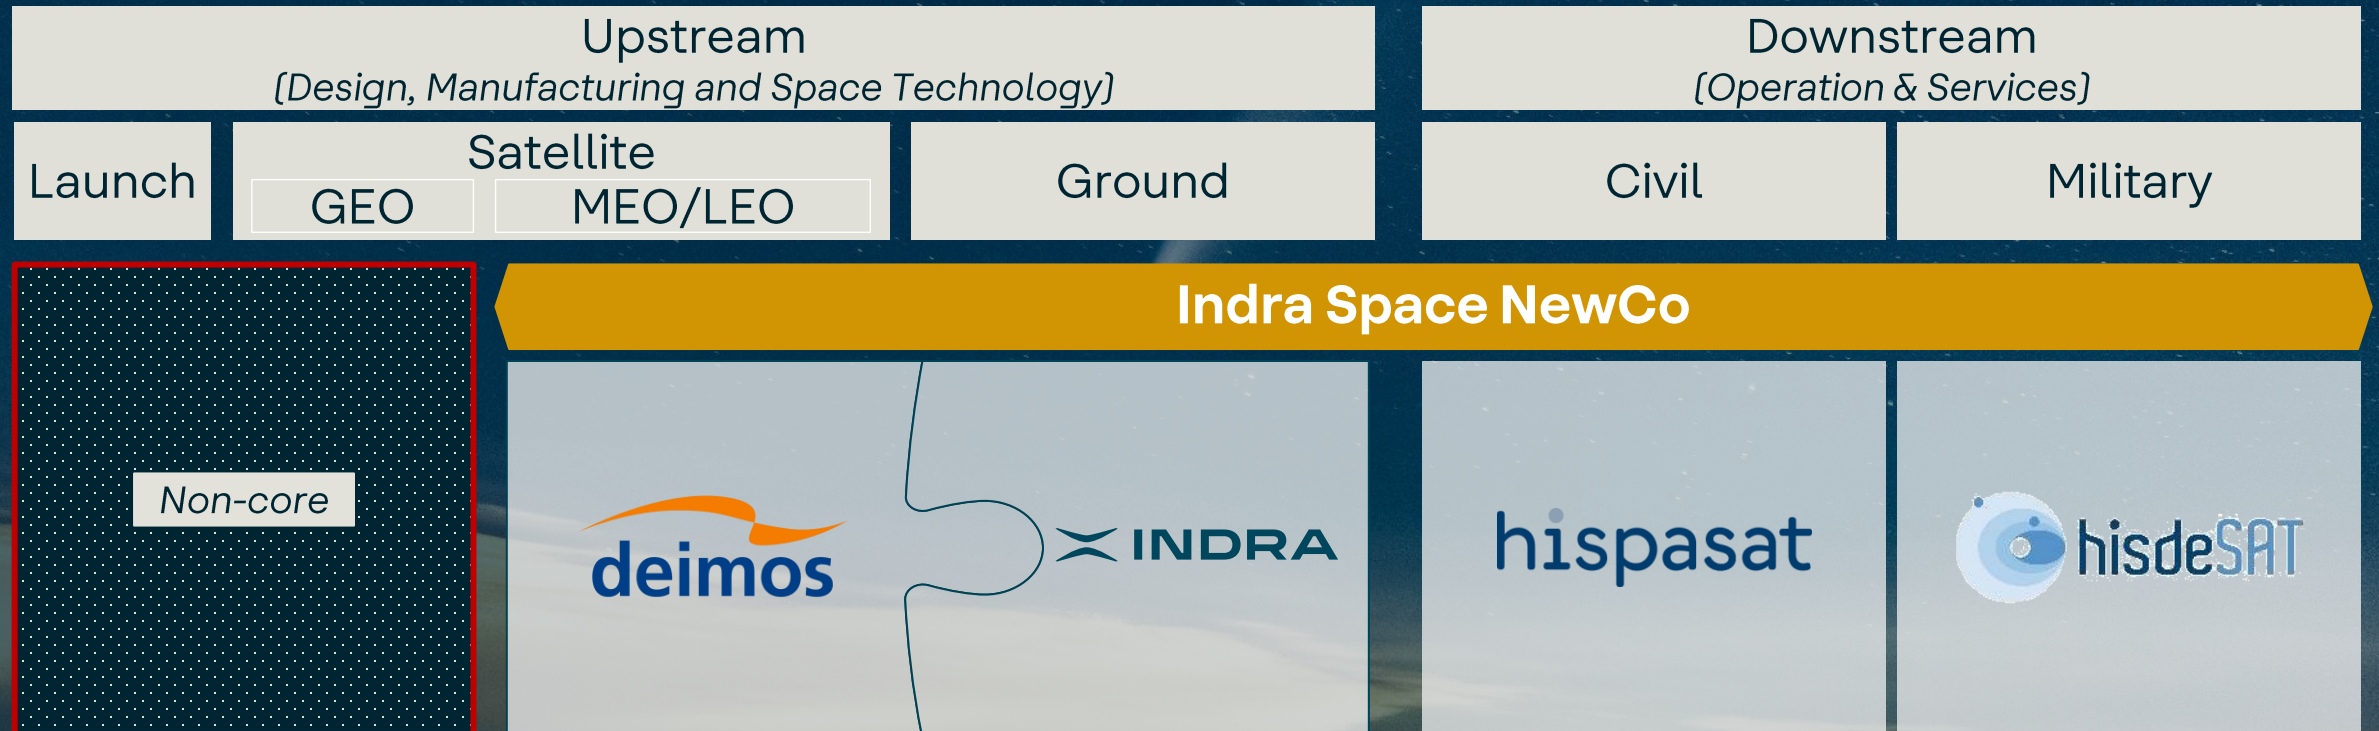 Upstream
(Design, Manufacturing and Space Technology)
Downstream
(Operation & Services)
Launch
Satellite
GEO
MEO/LEO
Ground
Civil
Military
Indra Space NewCo
Non-core
deimos
INDRA
hispasat
hisdeSAT